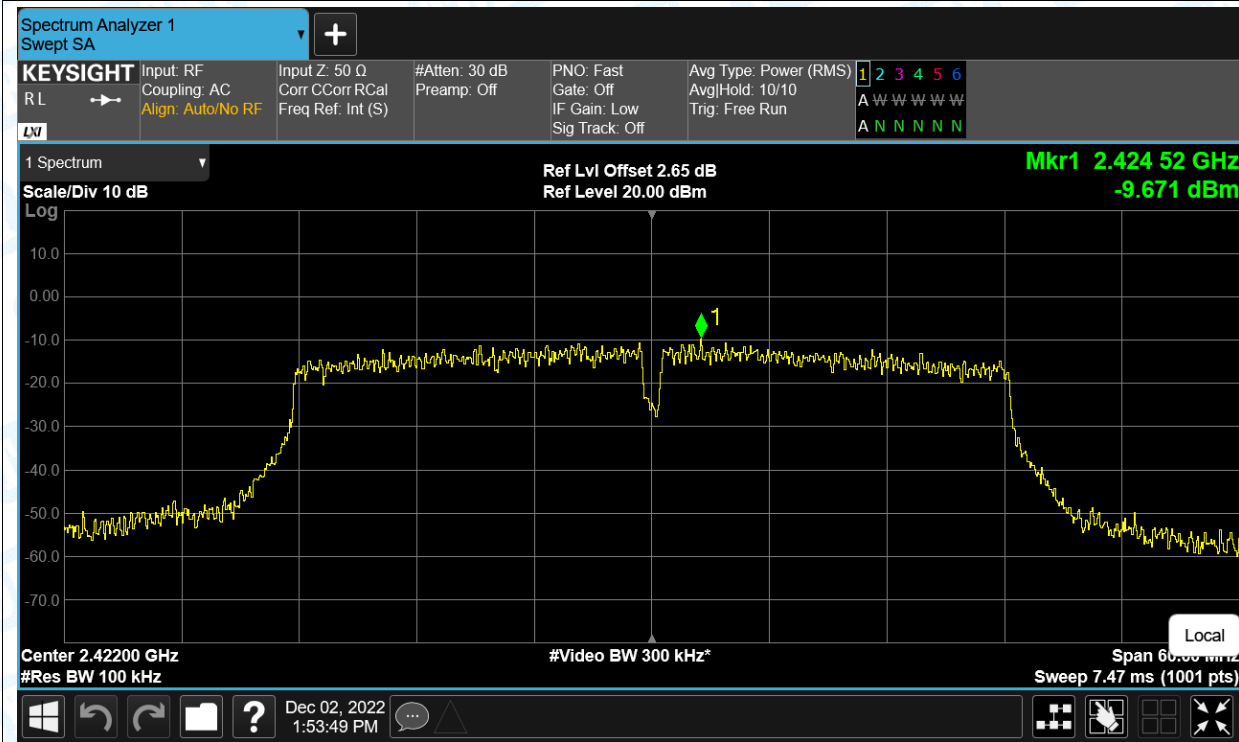 Spectrum Analyzer 1
Swept SA
+
KEYSIGHT
R L
LXI
Input: RF
Coupling: AC
Align: Auto/No RF
Input Z: 50 Ω
Corr CCorr RCal
Freq Ref: Int (S)
#Atten: 30 dB
Preamp: Off
PNO: Fast
Gate: Off
IF Gain: Low
Sig Track: Off
Avg Type: Power (RMS)
Avg|Hold: 10/10
Trig: Free Run
1 2 3 4 5 6
A W W W W W
A N N N N N
1 Spectrum
Scale/Div 10 dB
Log
Ref Lvl Offset 2.65 dB
Ref Level 20.00 dBm
Mkr1 2.424 52 GHz
-9.671 dBm
10.0
0.00
-10.0
-20.0
-30.0
-40.0
-50.0
-60.0
-70.0
1
Local
Center 2.42200 GHz
#Res BW 100 kHz
#Video BW 300 kHz*
Span 60.00 MHz
Sweep 7.47 ms (1001 pts)
?
Dec 02, 2022
1:53:49 PM